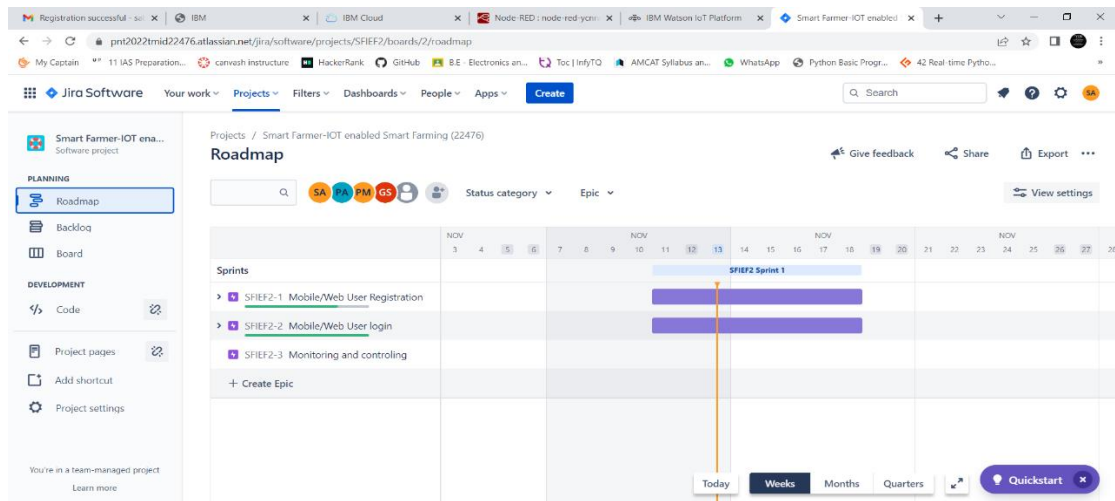 Registration successful - sal
IBM
IBM Cloud
Node-RED : node-red-ycnr
IBM Watson IoT Platform
Smart Farmer-IOT enabled
pnt2022tmid22476.atlassian.net/jira/software/projects/SFIEF2/boards/2/roadmap
My Captain
11 IAS Preparation...
canvash instructure
HackerRank
GitHub
B.E - Electronics an...
Toc | InfyTQ
AMCAT Syllabus an...
WhatsApp
Python Basic Progr...
42 Real-time Pytho...
Jira Software
Your work
Projects
Filters
Dashboards
People
Apps
Create
Search
SA
Smart Farmer-IOT ena...
Software project
PLANNING
Roadmap
Backlog
Board
DEVELOPMENT
Code
Project pages
Add shortcut
Project settings
You're in a team-managed project
Learn more
Projects / Smart Farmer-IOT enabled Smart Farming (22476)
Roadmap
Give feedback
Share
Export
SA PA PM GS
Status category
Epic
View settings
NOV NOV NOV NOV
3 4 5 6 7 8 9 10 11 12 13 14 15 16 17 18 19 20 21 22 23 24 25 26 27 28
Sprints
SFIEF2 Sprint 1
SFIEF2-1 Mobile/Web User Registration
SFIEF2-2 Mobile/Web User login
SFIEF2-3 Monitoring and controling
+ Create Epic
Today
Weeks
Months
Quarters
Quickstart